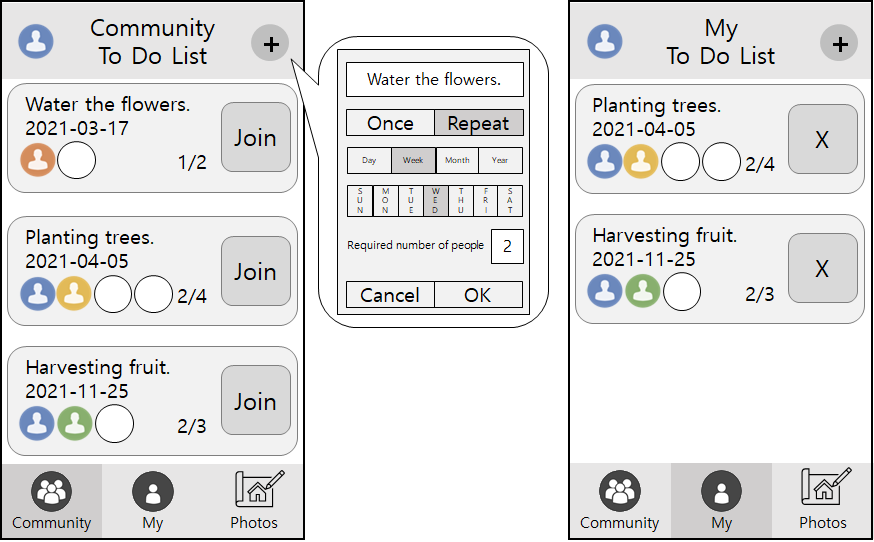 Community
To Do List
+
Water the flowers.
2021-03-17
1/2
Join
Planting trees.
2021-04-05
2/4
Join
Harvesting fruit.
2021-11-25
2/3
Join
Community
My
Photos
Water the flowers.
Once
Repeat
Day
Week
Month
Year
SUN
MON
TUE
WED
THU
FRI
SAT
Required number of people
2
Cancel
OK
My
To Do List
+
Planting trees.
2021-04-05
2/4
X
Harvesting fruit.
2021-11-25
2/3
X
Community
My
Photos